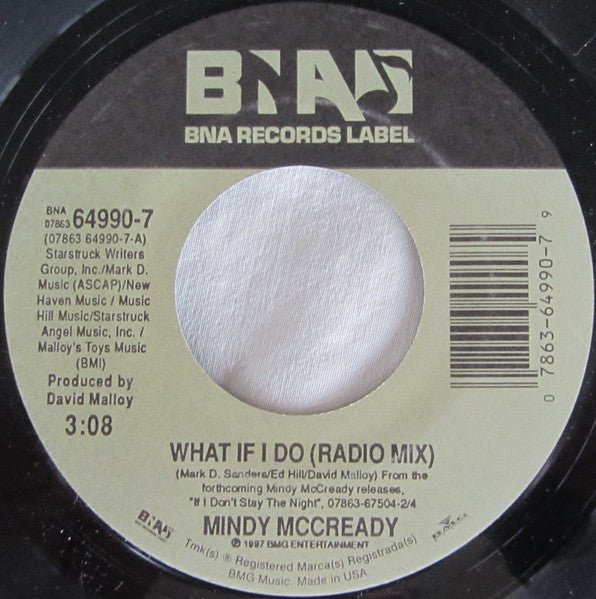 BNA
BNA RECORDS LABEL
BNA
07863 64990-7
(07863 64990-7-A)
Starstruck Writers
Group, Inc./Mark D.
Music (ASCAP)/New
Haven Music / Music
Hill Music/Starstruck
Angel Music, Inc. /
Malloy's Toys Music
(BMI)
Produced by
David Malloy
3:08
0 7863-64990-7 9
WHAT IF I DO (RADIO MIX)
(Mark D. Sanders/Ed Hill/David Malloy) From the
forthcoming Mindy McCready releases,
"If I Don't Stay The Night", 07863-67504-2/4
MINDY MCCREADY
℗ 1997 BMG ENTERTAINMENT
BNA
BMG
Tmk(s) ® Registered Marca(s) Registrada(s)
BMG Music. Made in USA.